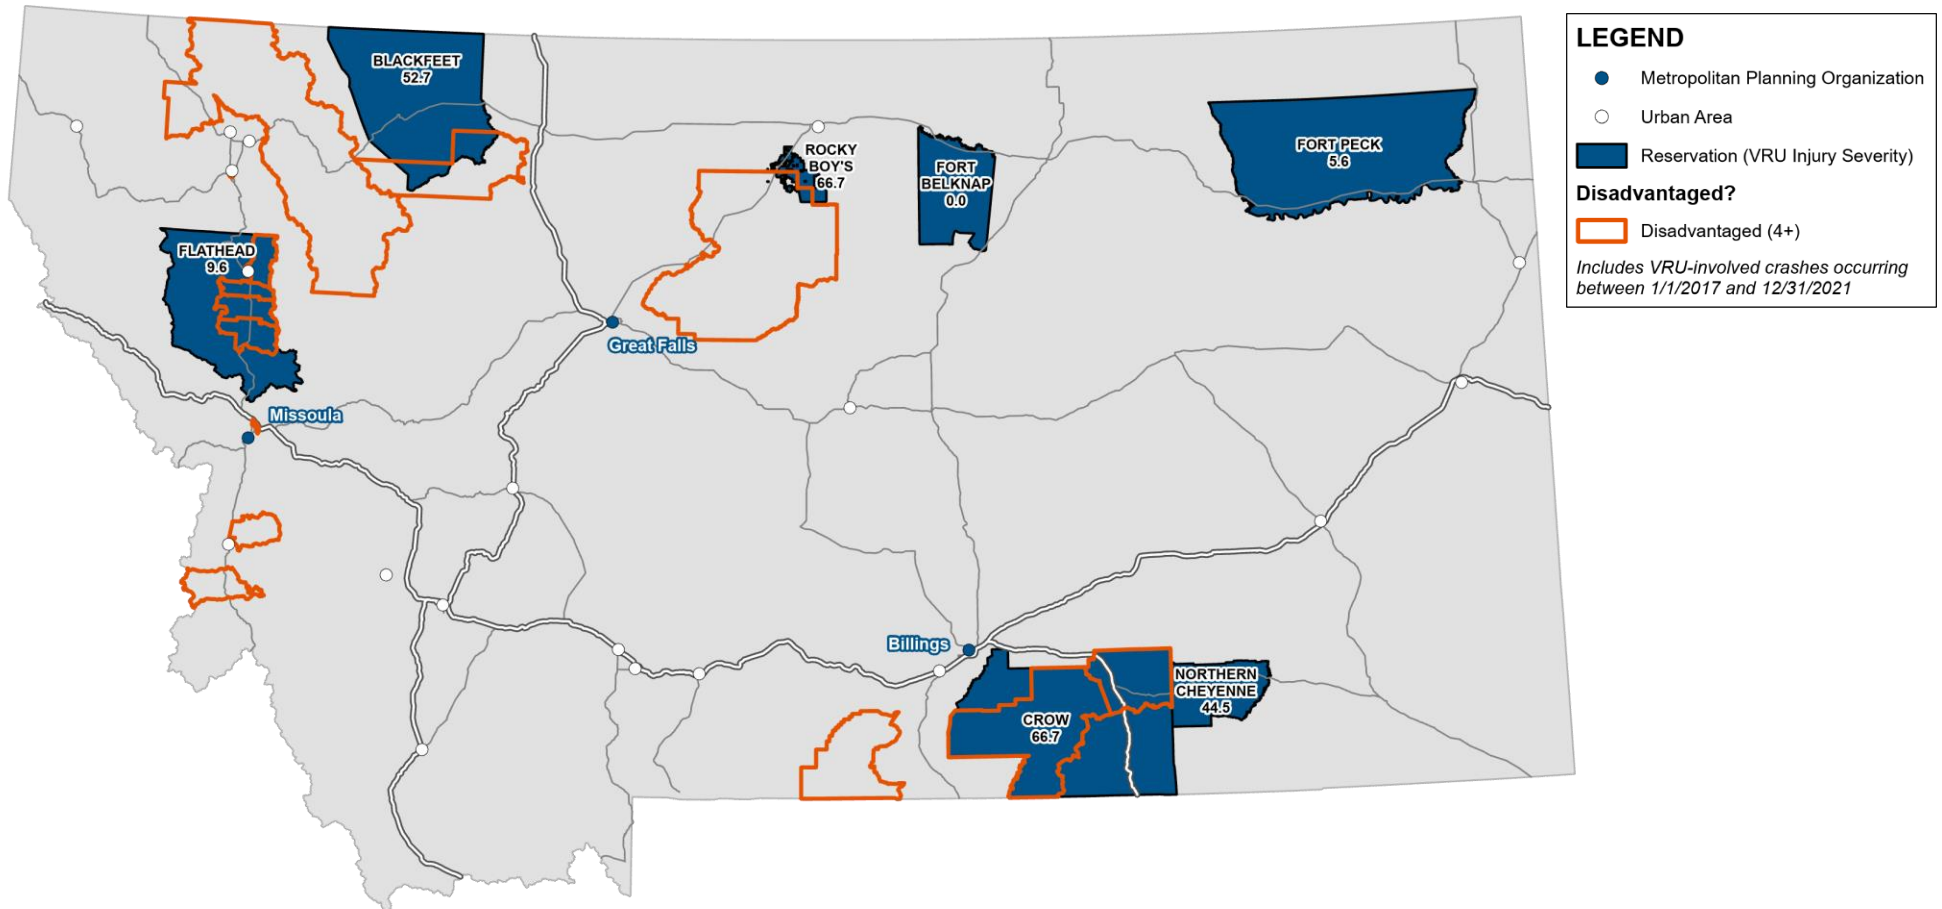 BLACKFEET
52.7
ROCKY
BOY'S
66.7
FORT
BELKNAP
0.0
FORT PECK
5.6
FLATHEAD
9.6
Great Falls
Missoula
Billings
CROW
66.7
NORTHERN
CHEYENNE
44.5
LEGEND
Metropolitan Planning Organization
Urban Area
Reservation (VRU Injury Severity)
Disadvantaged?
Disadvantaged (4+)
Includes VRU-involved crashes occurring
between 1/1/2017 and 12/31/2021